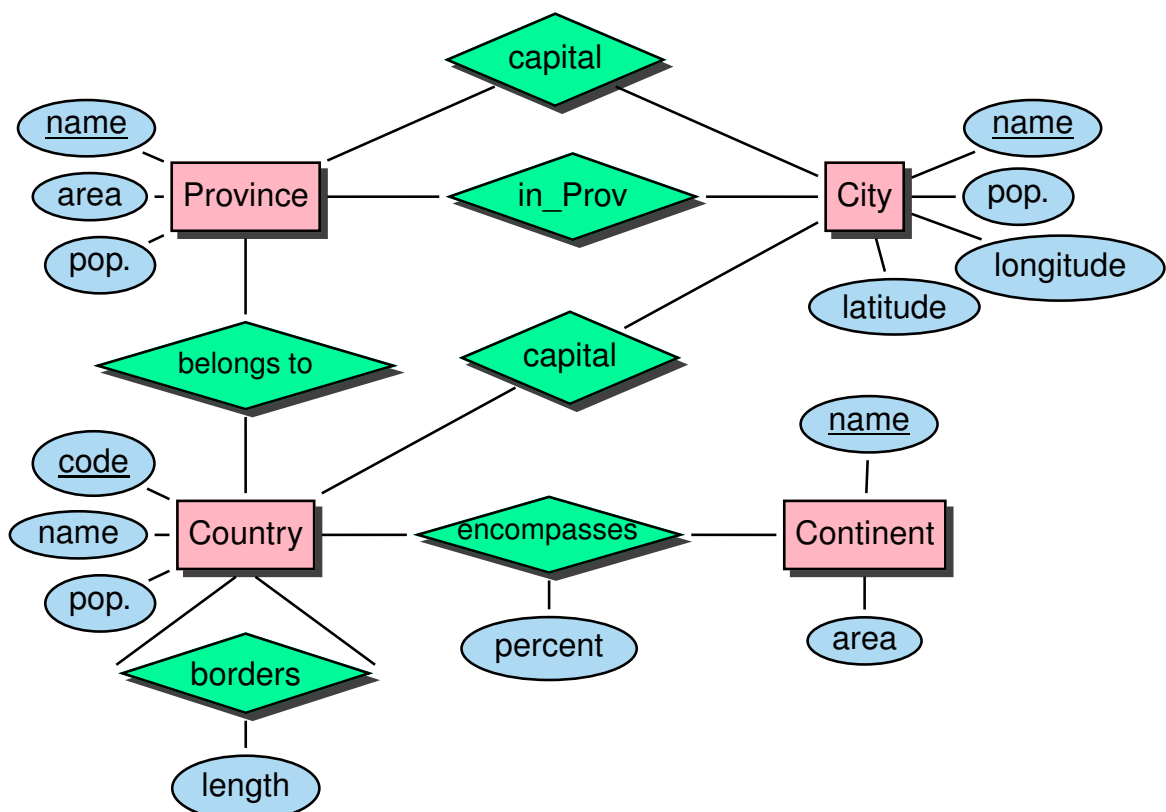 capital
name
name
area
Province
in_Prov
City
pop.
pop.
longitude
latitude
belongs to
capital
name
code
name
Country
encompasses
Continent
pop.
percent
area
borders
length